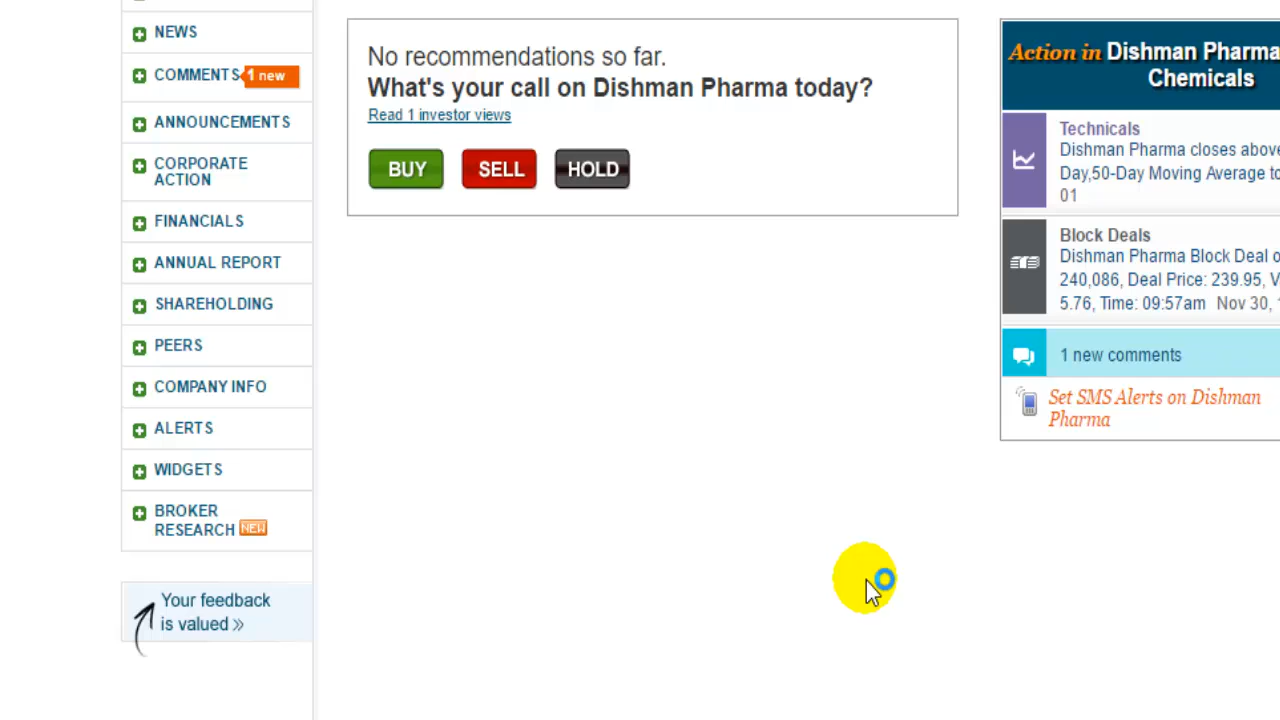 NEWS
COMMENTS 1 new
ANNOUNCEMENTS
CORPORATE
ACTION
FINANCIALS
ANNUAL REPORT
SHAREHOLDING
PEERS
COMPANY INFO
ALERTS
WIDGETS
BROKER
RESEARCH NEW
Your feedback
is valued »
No recommendations so far.
What's your call on Dishman Pharma today?
Read 1 investor views
BUY SELL HOLD
Action in Dishman Pharma
Chemicals
Technicals
Dishman Pharma closes above
Day,50-Day Moving Average
01
Block Deals
Dishman Pharma Block Deal
240,086, Deal Price: 239.95,
5.76, Time: 09:57am Nov 30,
1 new comments
Set SMS Alerts on Dishman
Pharma